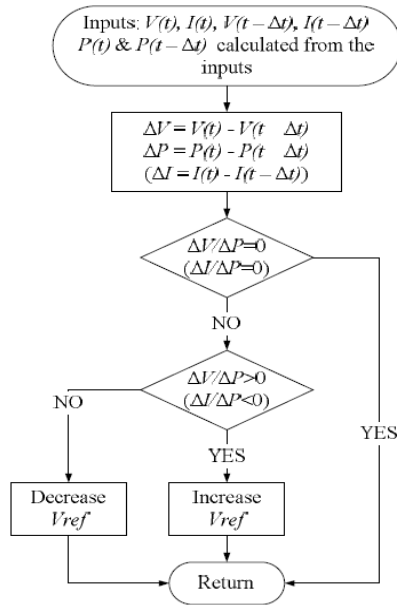 Inputs: V(t), I(t), V(t−Δt), I(t−Δt)
P(t) & P(t−Δt) calculated from the
inputs
ΔV = V(t) - V(t Δt)
ΔP = P(t) - P(t Δt)
(ΔI = I(t) - I(t−Δt))
ΔV/ΔP=0
(ΔI/ΔP=0)
NO
ΔV/ΔP>0
(ΔI/ΔP<0)
NO
YES
YES
Decrease
Vref
Increase
Vref
Return